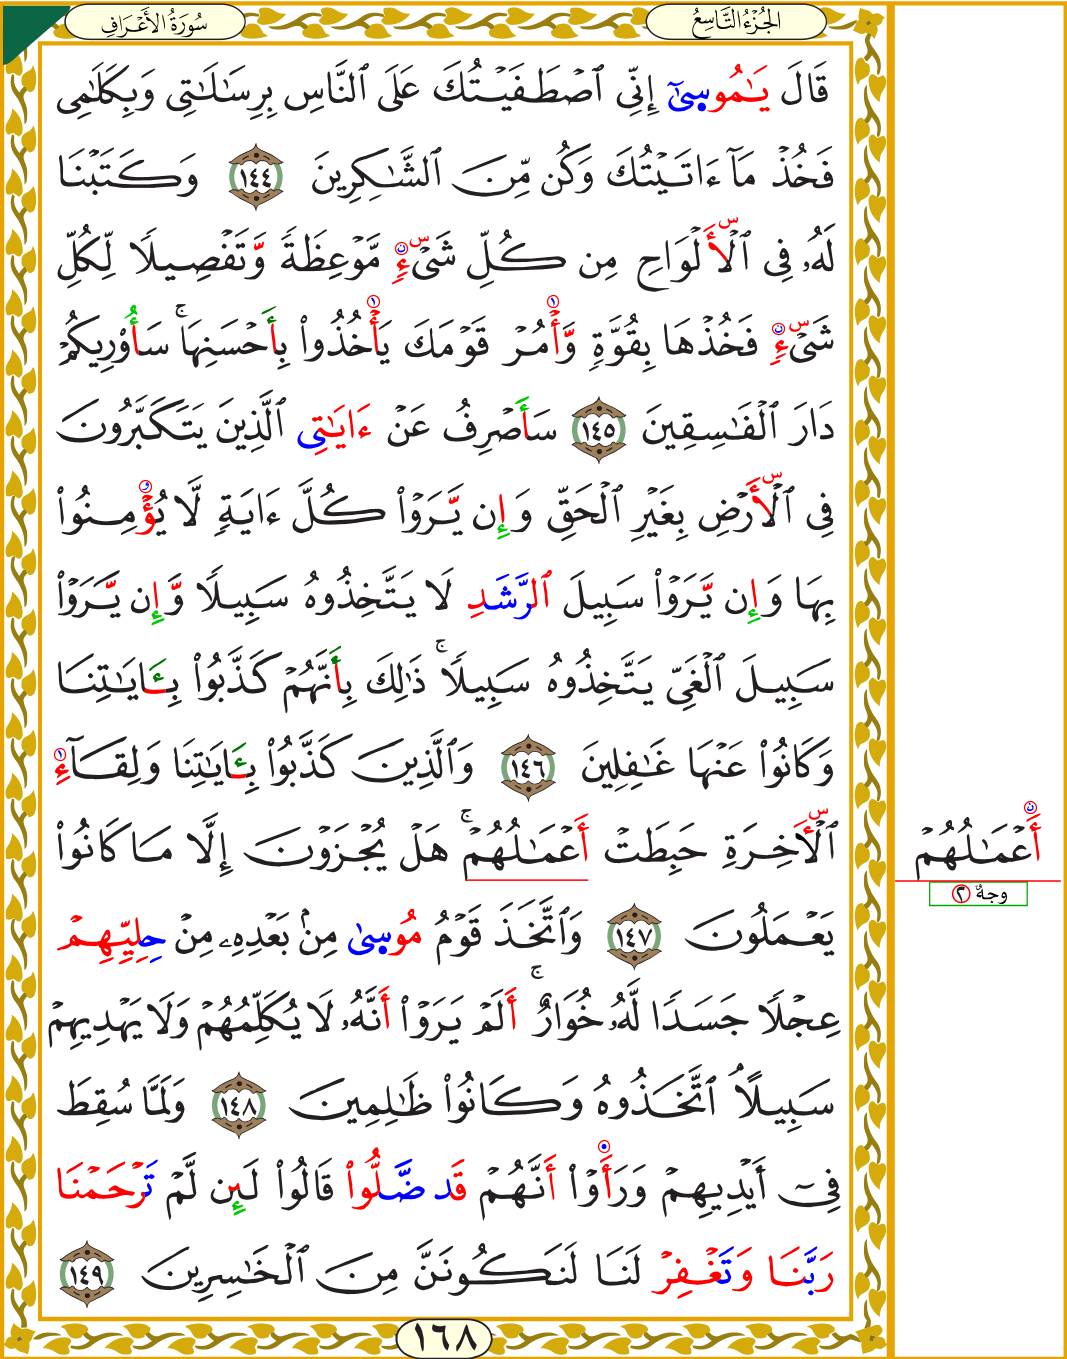 الجُزْءُ التَّاسِعُ
سُورَةُ الأَعْرَافِ
قَالَ يَٰمُوسِىٰٓ إِنِّى ٱصْطَفَيْتُكَ عَلَى ٱلنَّاسِ بِرِسَٰلَٰتِى وَبِكَلَٰمِى
فَخُذْ مَآ ءَاتَيْتُكَ وَكُن مِّنَ ٱلشَّٰكِرِينَ ١٤٤ وَكَتَبْنَا
لَهُۥ فِى ٱلْأَلْوَاحِ مِن كُلِّ شَىْءٍ مَّوْعِظَةً وَّتَفْصِيلًا لِّكُلِّ
شَىْءٍ فَخُذْهَا بِقُوَّةٍ وَّأْمُرْ قَوْمَكَ يَأْخُذُوا۟ بِأَحْسَنِهَا ۚ سَأُو۟رِيكُمْ
دَارَ ٱلْفَٰسِقِينَ ١٤٥ سَأَصْرِفُ عَنْ ءَايَٰتِى ٱلَّذِينَ يَتَكَبَّرُونَ
فِى ٱلْأَرْضِ بِغَيْرِ ٱلْحَقِّ وَإِن يَّرَوْا۟ كُلَّ ءَايَةٍ لَّا يُؤْمِنُوا۟
بِهَا وَإِن يَّرَوْا۟ سَبِيلَ ٱلرَّشَدِ لَا يَتَّخِذُوهُ سَبِيلًا وَّإِن يَّرَوْا۟
سَبِيلَ ٱلْغَىِّ يَتَّخِذُوهُ سَبِيلًا ۚ ذَٰلِكَ بِأَنَّهُمْ كَذَّبُوا۟ بِـَٔايَٰتِنَا
وَكَانُوا۟ عَنْهَا غَٰفِلِينَ ١٤٦ وَٱلَّذِينَ كَذَّبُوا۟ بِـَٔايَٰتِنَا وَلِقَآءِ
ٱلْأَخِرَةِ حَبِطَتْ أَعْمَٰلُهُمْ ۚ هَلْ يُجْزَوْنَ إِلَّا مَا كَانُوا۟
يَعْمَلُونَ ١٤٧ وَٱتَّخَذَ قَوْمُ مُوسِىٰ مِنۢ بَعْدِهِۦ مِنْ حِلِيِّهِمْ
عِجْلًا جَسَدًا لَّهُۥ خُوَارٌ ۚ أَلَمْ يَرَوْا۟ أَنَّهُۥ لَا يُكَلِّمُهُمْ وَلَا يَهْدِيهِمْ
سَبِيلًا ٱتَّخَذُوهُ وَكَانُوا۟ ظَٰلِمِينَ ١٤٨ وَلَمَّا سُقِطَ
فِىٓ أَيْدِيهِمْ وَرَأَوْا۟ أَنَّهُمْ قَد ضَّلُّوا۟ قَالُوا۟ لَئِن لَّمْ تَرْحَمْنَا
رَبَّنَا وَتَغْفِرْ لَنَا لَنَكُونَنَّ مِنَ ٱلْخَٰسِرِينَ ١٤٩
١٦٨
أَعْمَٰلُهُمْ
وجهٌ ٢